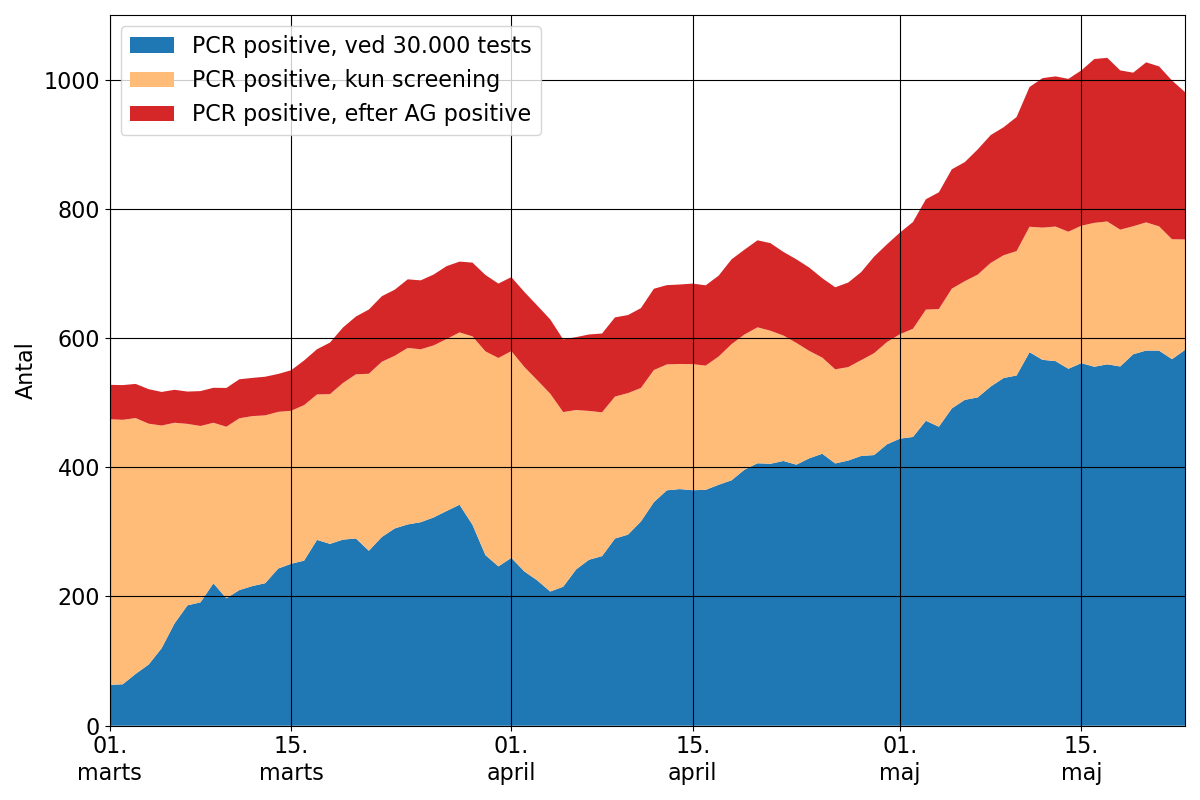 PCR positive, ved 30.000 tests
PCR positive, kun screening
PCR positive, efter AG positive
Antal
1000
800
600
400
200
0
01. marts
15. marts
01. april
15. april
01. maj
15. maj